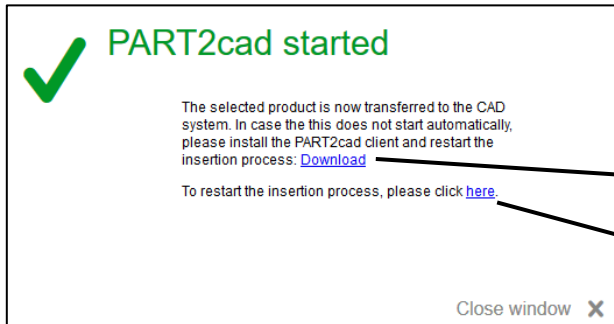 PART2cad started
The selected product is now transferred to the CAD
system. In case the this does not start automatically,
please install the PART2cad client and restart the
insertion process: Download
To restart the insertion process, please click here.
Close window X